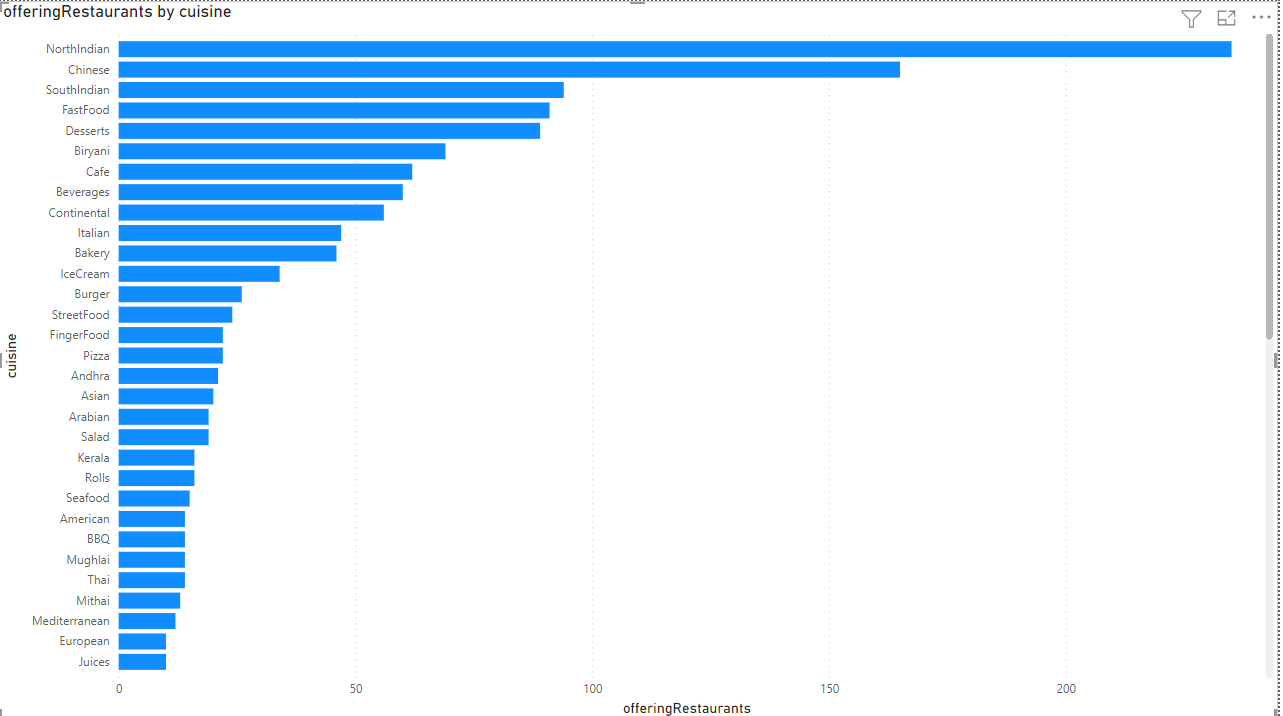 offeringRestaurants by cuisine
NorthIndian
Chinese
SouthIndian
FastFood
Desserts
Biryani
Cafe
Beverages
Continental
Italian
Bakery
IceCream
Burger
StreetFood
FingerFood
Pizza
Andhra
Asian
Arabian
Salad
Kerala
Rolls
Seafood
American
BBQ
Mughlai
Thai
Mithai
Mediterranean
European
Juices
cuisine
0 50 100 150 200
offeringRestaurants